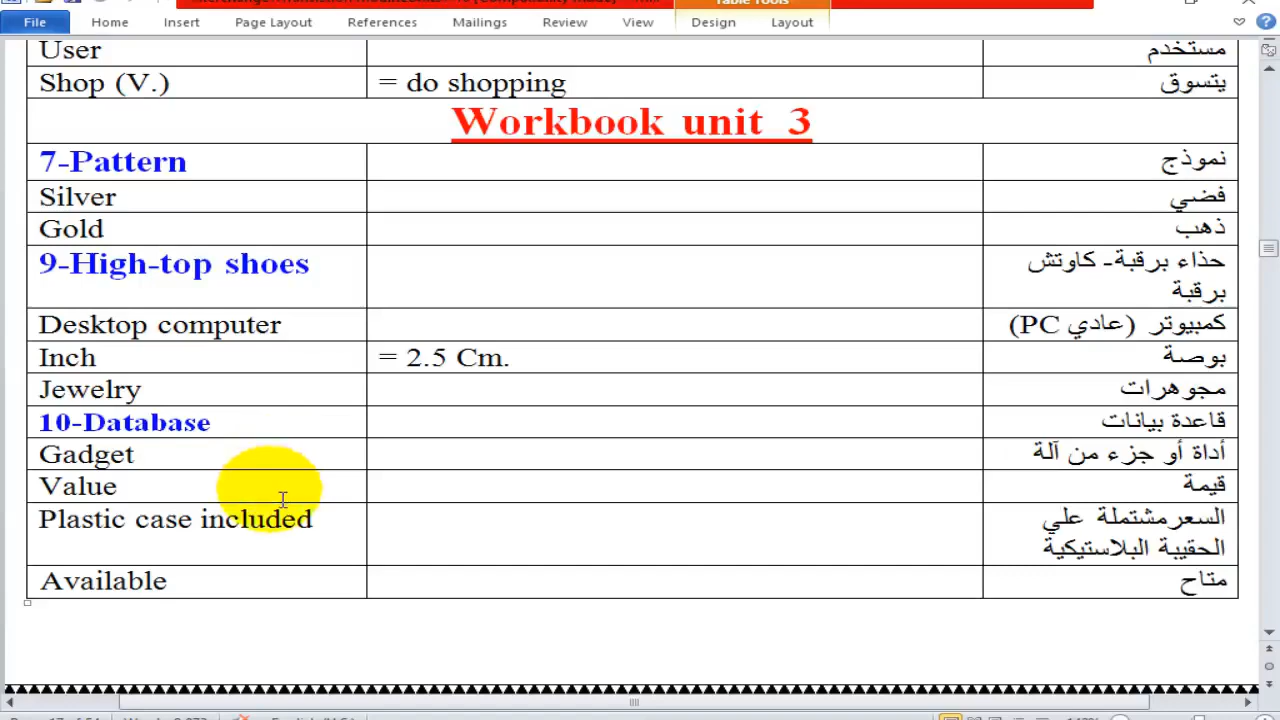 Table Tools
File Home Insert Page Layout References Mailings Review View Design Layout
User مستخدم
Shop (V.) = do shopping يتسوق
Workbook unit 3
7-Pattern نموذج
Silver فضي
Gold ذهب
9-High-top shoes حذاء برقبة- كاوتش
برقبة
Desktop computer كمبيوتر (عادي PC)
Inch = 2.5 Cm. بوصة
Jewelry مجوهرات
10-Database قاعدة بيانات
Gadget أداة أو جزء من آلة
Value قيمة
Plastic case included السعرمشتملة علي
الحقيبة البلاستيكية
Available متاح